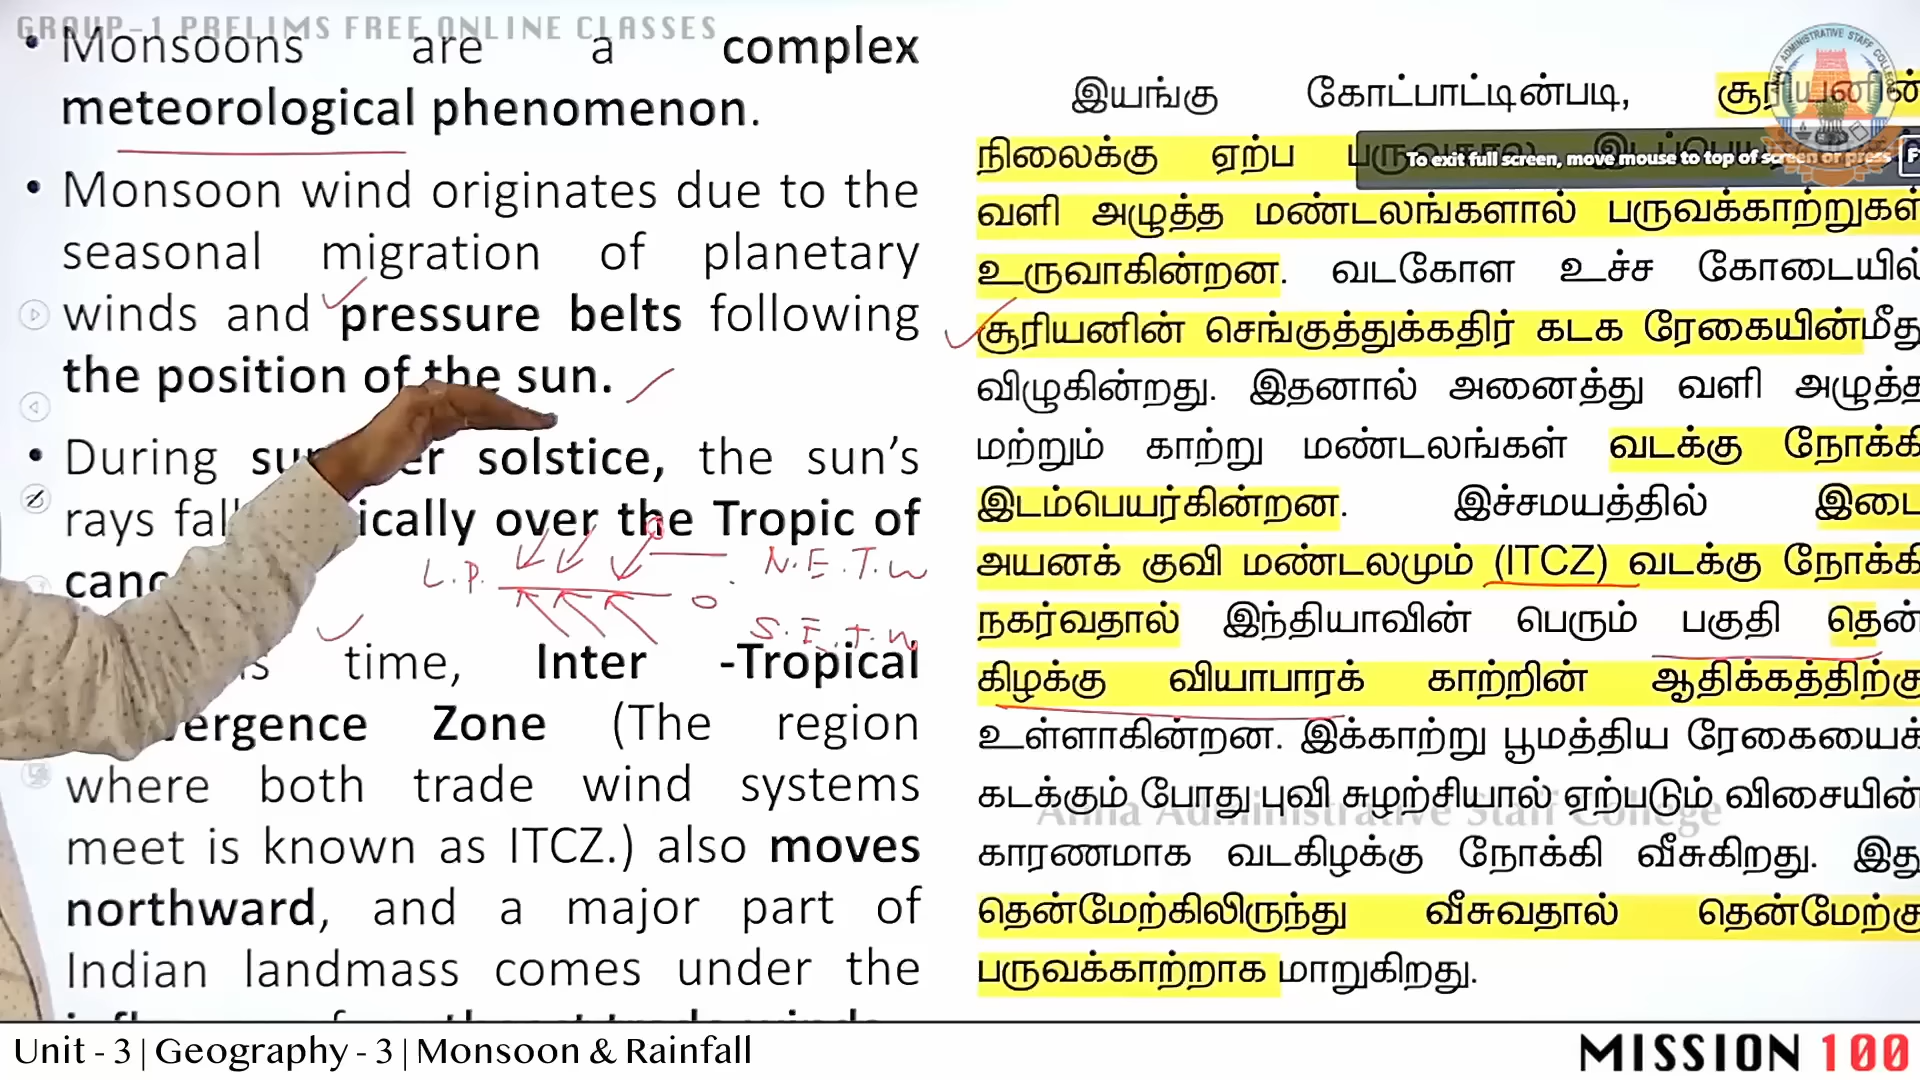 GROUP-1 PRELIMS FREE ONLINE CLASSES
• Monsoons are a complex
meteorological phenomenon.
• Monsoon wind originates due to the
seasonal migration of planetary
winds and pressure belts following
the position of the sun.
• During solstice, the sun’s
rays over the Tropic of
L.P. N.E.T.W
O
S.E.T.W
time, Inter -Tropical
Zone (The region
where both trade wind systems
meet is known as ITCZ.) also moves
northward, and a major part of
Indian landmass comes under the
இயங்கு கோட்பாட்டின்படி, சூரியனின்
நிலைக்கு ஏற்ப
To exit full screen, move mouse to top of screen or press F
வளி அழுத்த மண்டலங்களால் பருவக்காற்றுகள்
உருவாகின்றன. வடகோள உச்ச கோடையில்
சூரியனின் செங்குத்துக்கதிர் கடக ரேகையின்மீது
விழுகின்றது. இதனால் அனைத்து வளி அழுத்த
மற்றும் காற்று மண்டலங்கள் வடக்கு நோக்கி
இடம்பெயர்கின்றன. இச்சமயத்தில் இடை
அயனக் குவி மண்டலமும் (ITCZ) வடக்கு நோக்கி
நகர்வதால் இந்தியாவின் பெரும் பகுதி தென்
கிழக்கு வியாபாரக் காற்றின் ஆதிக்கத்திற்கு
உள்ளாகின்றன. இக்காற்று பூமத்திய ரேகையைக்
கடக்கும் போது புவி சுழற்சியால் ஏற்படும் விசையின்
Anna Administrative Staff College
காரணமாக வடகிழக்கு நோக்கி வீசுகிறது. இது
தென்மேற்கிலிருந்து வீசுவதால் தென்மேற்கு
பருவக்காற்றாக மாறுகிறது.
Unit - 3 | Geography - 3 | Monsoon & Rainfall
MISSION 100